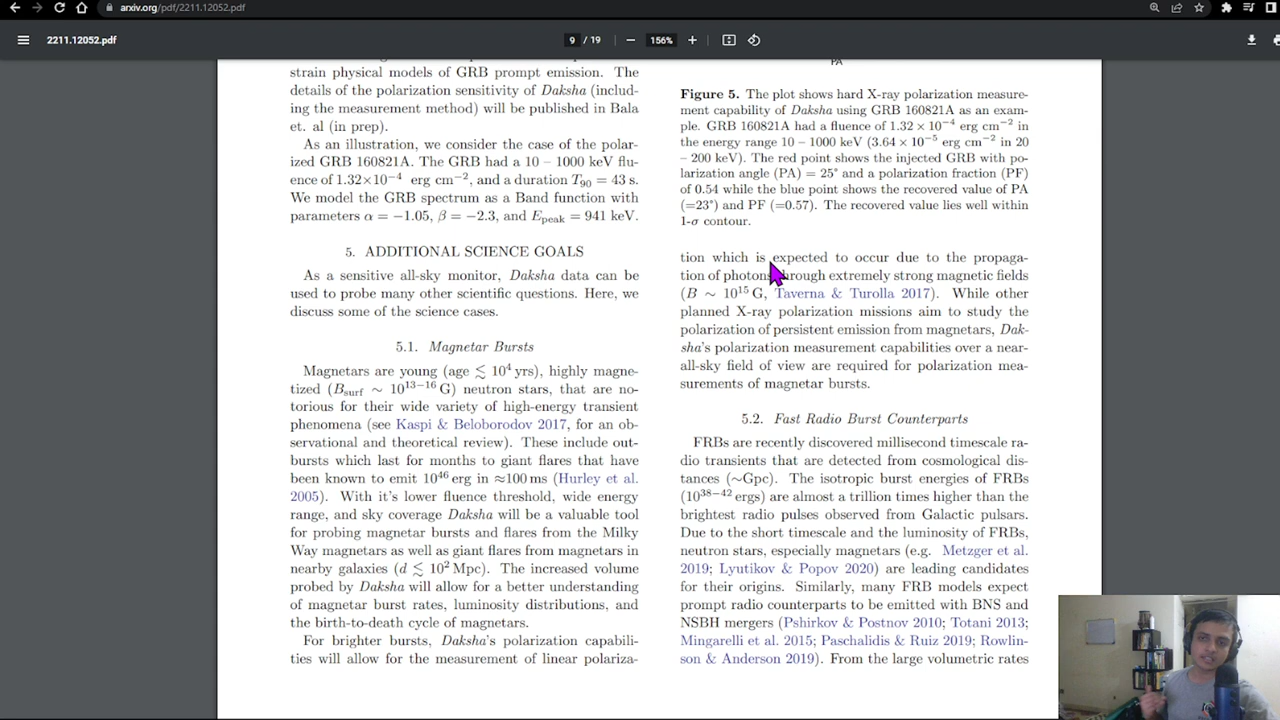 arxiv.org/pdf/2211.12052.pdf
2211.12052.pdf
9 / 19
156%
strain physical models of GRB prompt emission. The
details of the polarization sensitivity of Daksha (includ-
ing the measurement method) will be published in Bala
et. al (in prep).
As an illustration, we consider the case of the polar-
ized GRB 160821A. The GRB had a 10 – 1000 keV flu-
ence of 1.32×10⁻⁴ erg cm⁻², and a duration T₉₀ = 43 s.
We model the GRB spectrum as a Band function with
parameters α = −1.05, β = −2.3, and Epeak = 941 keV.
5. ADDITIONAL SCIENCE GOALS
As a sensitive all-sky monitor, Daksha data can be
used to probe many other scientific questions. Here, we
discuss some of the science cases.
5.1. Magnetar Bursts
Magnetars are young (age ≲ 10⁴ yrs), highly magne-
tized (Bsurf ∼ 10¹³⁻¹⁶ G) neutron stars, that are no-
torious for their wide variety of high-energy transient
phenomena (see Kaspi & Beloborodov 2017, for an ob-
servational and theoretical review). These include out-
bursts which last for months to giant flares that have
been known to emit 10⁴⁶ erg in ≈100 ms (Hurley et al.
2005). With it's lower fluence threshold, wide energy
range, and sky coverage Daksha will be a valuable tool
for probing magnetar bursts and flares from the Milky
Way magnetars as well as giant flares from magnetars in
nearby galaxies (d ≲ 10² Mpc). The increased volume
probed by Daksha will allow for a better understanding
of magnetar burst rates, luminosity distributions, and
the birth-to-death cycle of magnetars.
For brighter bursts, Daksha's polarization capabili-
ties will allow for the measurement of linear polariza-
PA
Figure 5. The plot shows hard X-ray polarization measure-
ment capability of Daksha using GRB 160821A as an exam-
ple. GRB 160821A had a fluence of 1.32 × 10⁻⁴ erg cm⁻² in
the energy range 10 – 1000 keV (3.64 × 10⁻⁵ erg cm⁻² in 20
– 200 keV). The red point shows the injected GRB with po-
larization angle (PA) = 25° and a polarization fraction (PF)
of 0.54 while the blue point shows the recovered value of PA
(=23°) and PF (=0.57). The recovered value lies well within
1-σ contour.
tion which is expected to occur due to the propaga-
tion of photons through extremely strong magnetic fields
(B ∼ 10¹⁵ G, Taverna & Turolla 2017). While other
planned X-ray polarization missions aim to study the
polarization of persistent emission from magnetars, Dak-
sha's polarization measurement capabilities over a near-
all-sky field of view are required for polarization mea-
surements of magnetar bursts.
5.2. Fast Radio Burst Counterparts
FRBs are recently discovered millisecond timescale ra-
dio transients that are detected from cosmological dis-
tances (∼Gpc). The isotropic burst energies of FRBs
(10³⁸⁻⁴² ergs) are almost a trillion times higher than the
brightest radio pulses observed from Galactic pulsars.
Due to the short timescale and the luminosity of FRBs,
neutron stars, especially magnetars (e.g. Metzger et al.
2019; Lyutikov & Popov 2020) are leading candidates
for their origins. Similarly, many FRB models expect
prompt radio counterparts to be emitted with BNS and
NSBH mergers (Pshirkov & Postnov 2010; Totani 2013;
Mingarelli et al. 2015; Paschalidis & Ruiz 2019; Rowlin-
son & Anderson 2019). From the large volumetric rates